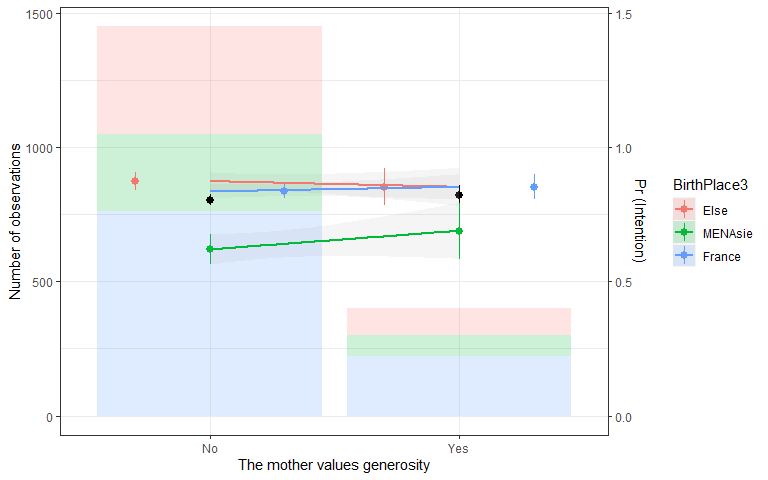 Number of observations
1500
1000
500
0
1.5
1.0
0.5
0.0
Pr (Intention)
No
Yes
The mother values generosity
BirthPlace3
Else
MENAsie
France